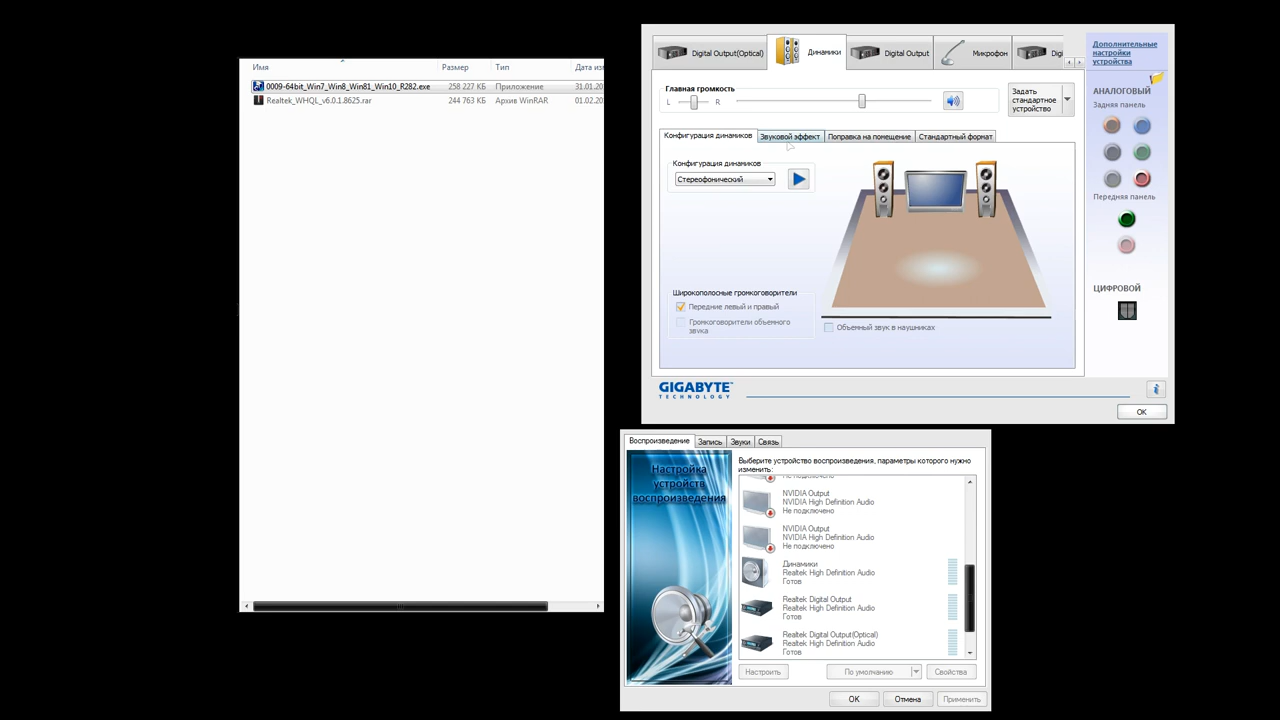 Имя Размер Тип Дата из
0009-64bit_Win7_Win8_Win81_Win10_R282.exe 258 227 КБ Приложение 31.01.20
Realtek_WHQL_v6.0.1.8625.rar 244 763 КБ Архив WinRAR 01.02.20
Digital Output(Optical) Динамики Digital Output Микрофон Digi
Дополнительные
настройки
устройства
Главная громкость
L R
Задать
стандартное
устройство
АНАЛОГОВЫЙ
Задняя панель
Конфигурация динамиков Звуковой эффект Поправка на помещение Стандартный формат
Конфигурация динамиков
Стереофонический
Передняя панель
Широкополосные громкоговорители
Передние левый и правый
Громкоговорители объемного
звука
Объемный звук в наушниках
ЦИФРОВОЙ
GIGABYTE
TECHNOLOGY
OK
Воспроизведение Запись Звуки Связь
Настройка
устройств
воспроизведения
Выберите устройство воспроизведения, параметры которого нужно
изменить:
NVIDIA Output
NVIDIA High Definition Audio
Не подключено
NVIDIA Output
NVIDIA High Definition Audio
Не подключено
Динамики
Realtek High Definition Audio
Готов
Realtek Digital Output
Realtek High Definition Audio
Готов
Realtek Digital Output(Optical)
Realtek High Definition Audio
Готов
Настроить По умолчанию Свойства
OK Отмена Применить